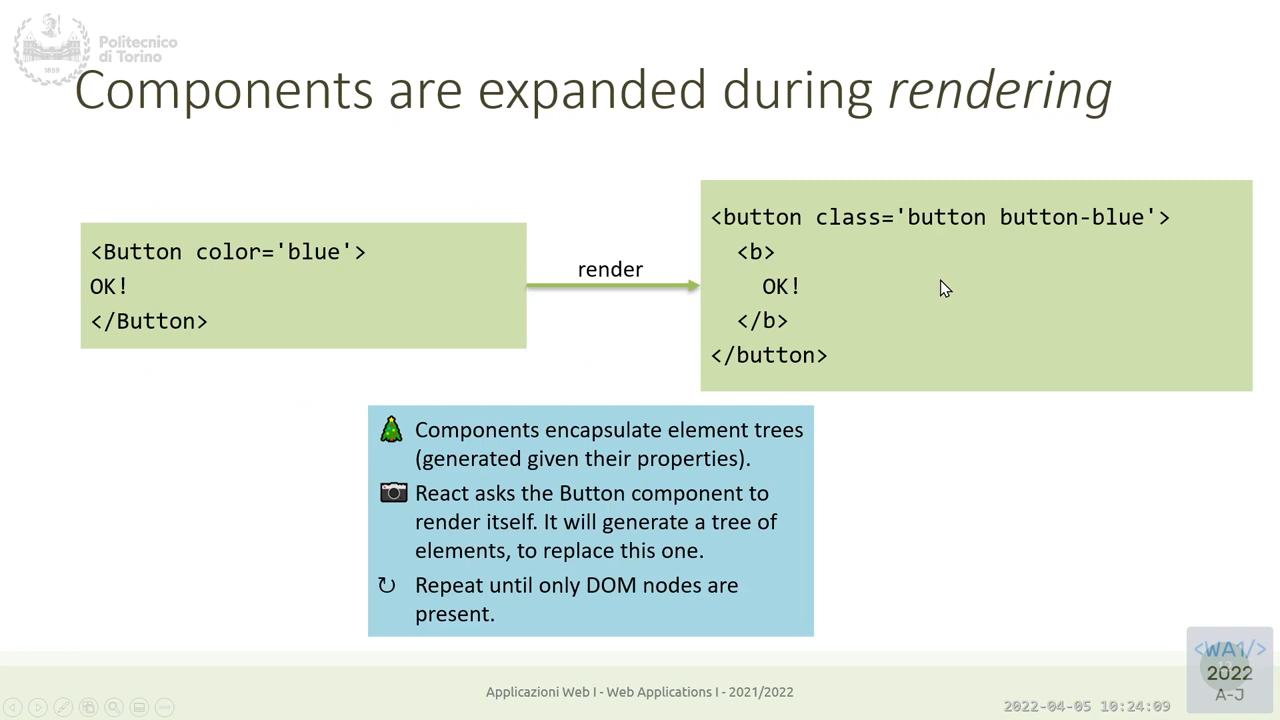 Politecnico
di Torino
1859
Components are expanded during rendering
<Button color='blue'>
OK!
</Button>
render
<button class='button button-blue'>
<b>
OK!
</b>
</button>
Components encapsulate element trees
(generated given their properties).
React asks the Button component to
render itself. It will generate a tree of
elements, to replace this one.
Repeat until only DOM nodes are
present.
Applicazioni Web I - Web Applications I - 2021/2022
2022-04-05 10:24:09
<WA1/>
2022
A-J